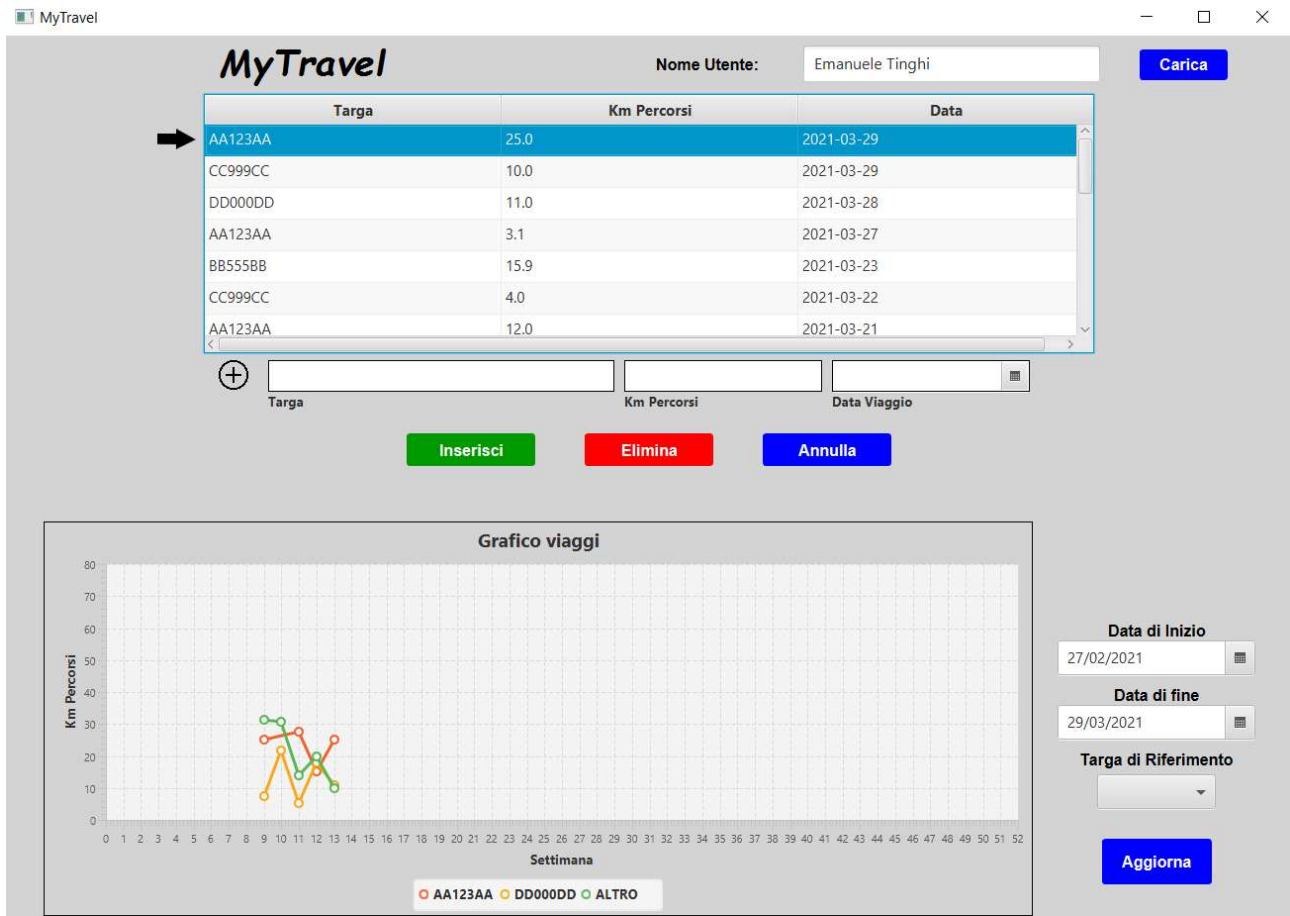 MyTravel
MyTravel Nome Utente: Emanuele Tinghi Carica
Targa Km Percorsi Data
AA123AA 25.0 2021-03-29
CC999CC 10.0 2021-03-29
DD000DD 11.0 2021-03-28
AA123AA 3.1 2021-03-27
BB555BB 15.9 2021-03-23
CC999CC 4.0 2021-03-22
AA123AA 12.0 2021-03-21
Targa Km Percorsi Data Viaggio
Inserisci Elimina Annulla
Grafico viaggi
80
70
60
50
40
30
20
10
0
Km Percorsi
0 1 2 3 4 5 6 7 8 9 10 11 12 13 14 15 16 17 18 19 20 21 22 23 24 25 26 27 28 29 30 31 32 33 34 35 36 37 38 39 40 41 42 43 44 45 46 47 48 49 50 51 52
Settimana
AA123AA DD000DD ALTRO
Data di Inizio
27/02/2021
Data di fine
29/03/2021
Targa di Riferimento
Aggiorna